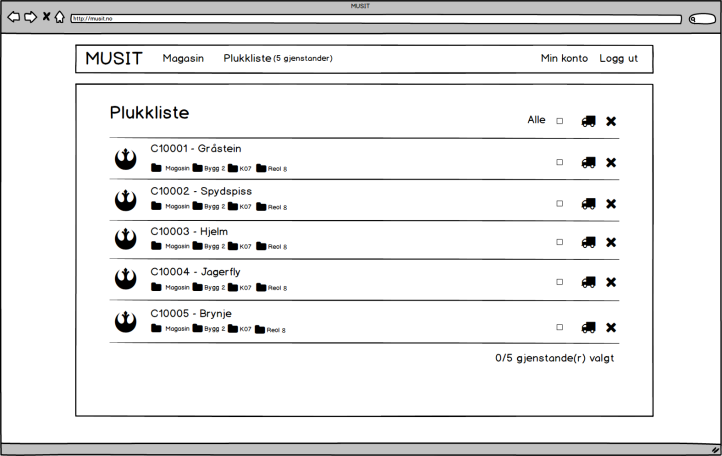 MUSIT
http://musit.no
MUSIT Magasin Plukkliste (5 gjenstander) Min konto Logg ut
Plukkliste
Alle
C10001 - Gråstein
Magasin Bygg 2 K07 Reol 8
C10002 - Spydspiss
Magasin Bygg 2 K07 Reol 8
C10003 - Hjelm
Magasin Bygg 2 K07 Reol 8
C10004 - Jagerfly
Magasin Bygg 2 K07 Reol 8
C10005 - Brynje
Magasin Bygg 2 K07 Reol 8
0/5 gjenstande(r) valgt